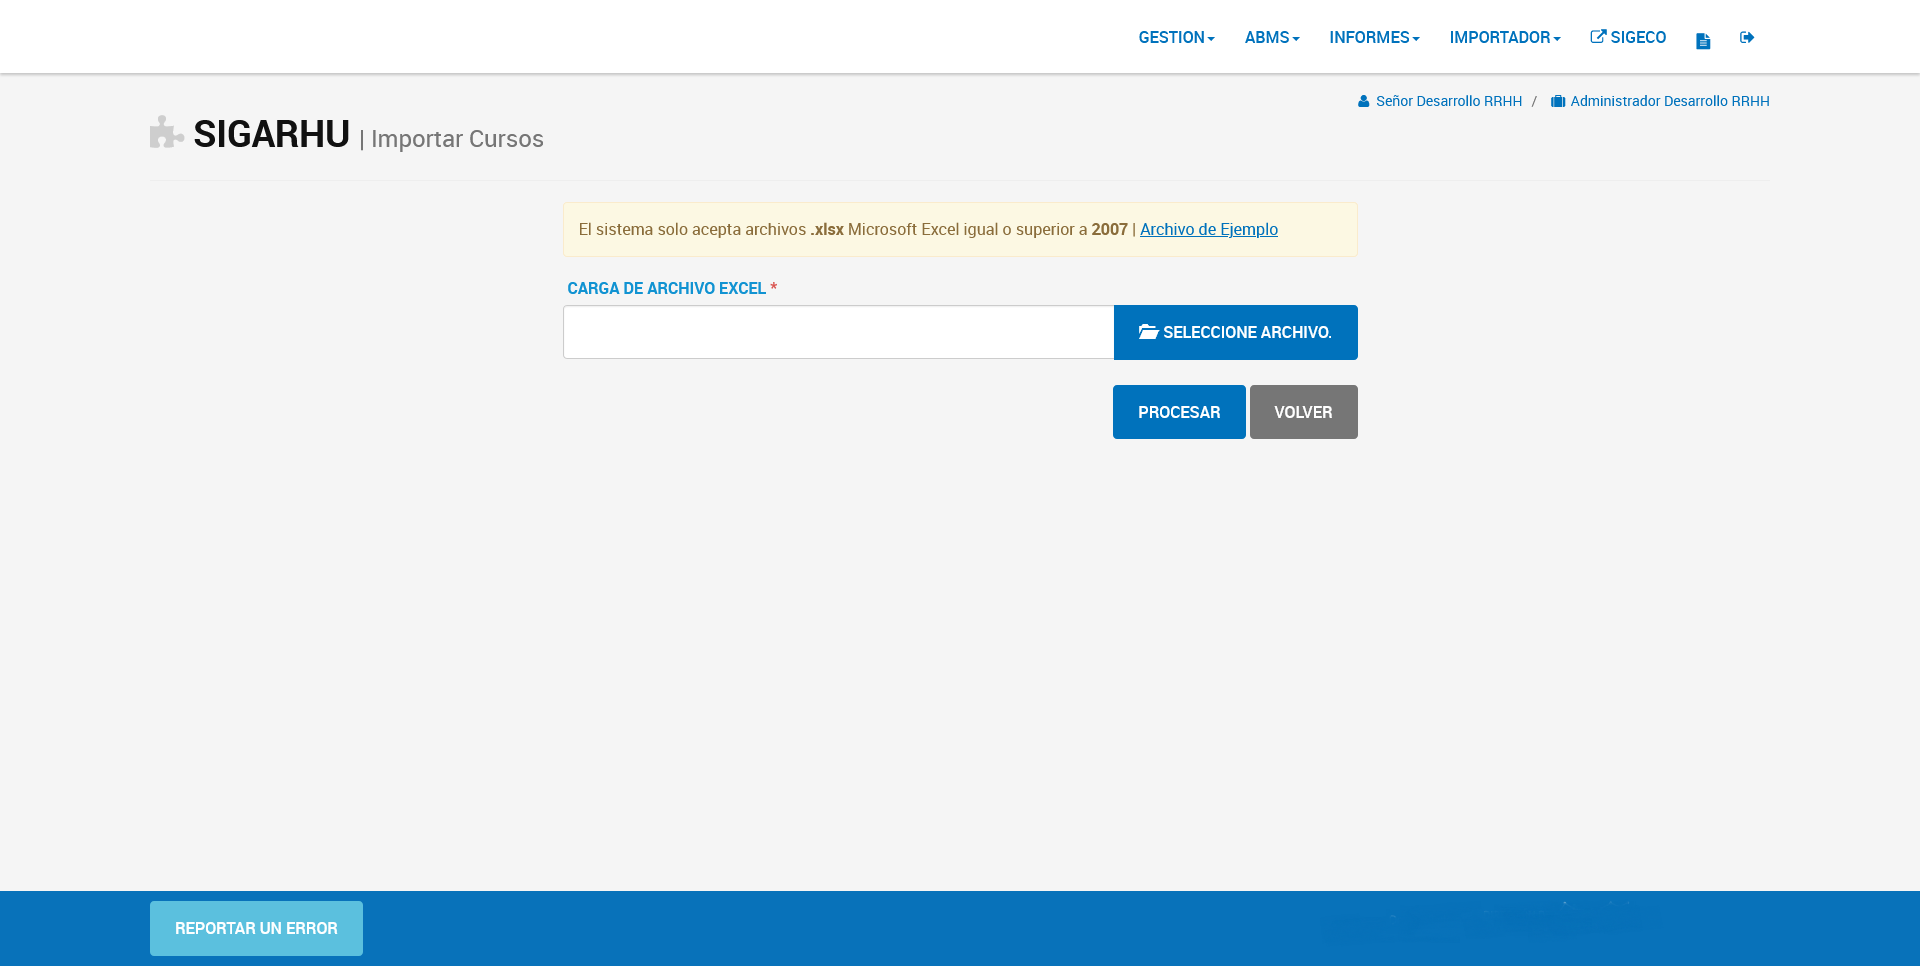 GESTION ABMS INFORMES IMPORTADOR SIGECO
Señor Desarrollo RRHH / Administrador Desarrollo RRHH
SIGARHU | Importar Cursos
El sistema solo acepta archivos .xlsx Microsoft Excel igual o superior a 2007 | Archivo de Ejemplo
CARGA DE ARCHIVO EXCEL *
SELECCIONE ARCHIVO.
PROCESAR VOLVER
REPORTAR UN ERROR